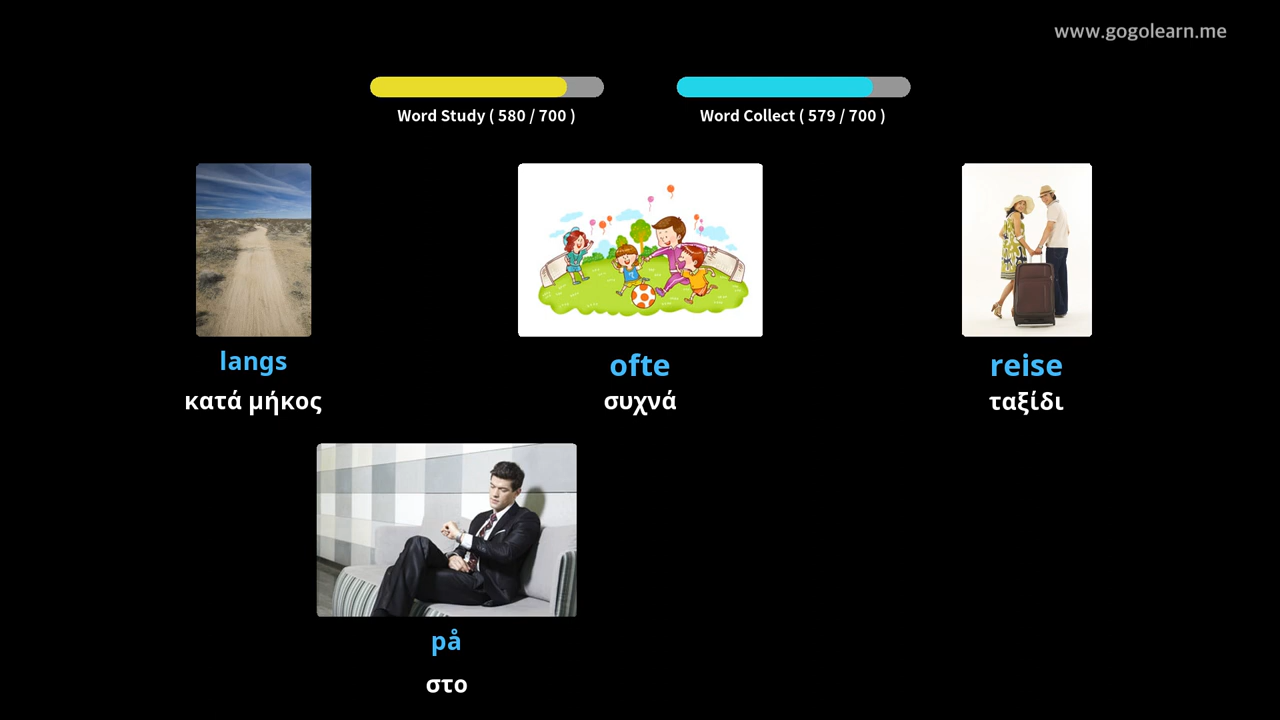 www.gogolearn.me
Word Study ( 580 / 700 )
Word Collect ( 579 / 700 )
langs
κατά μήκος
ofte
συχνά
reise
ταξίδι
på
στο